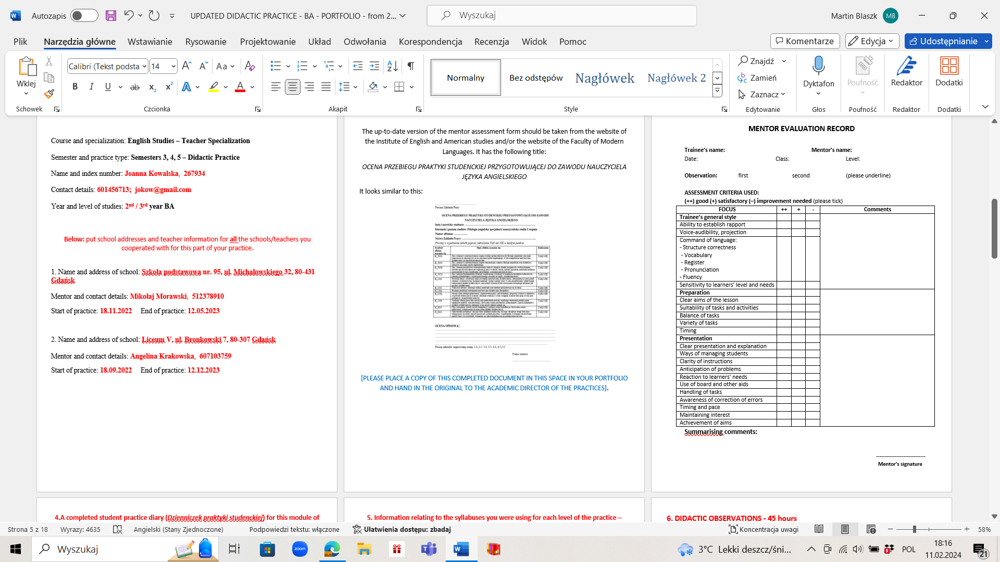 Autozapis
UPDATED DIDACTIC PRACTICE - BA - PORTFOLIO - from 2...
Wyszukaj
Martin Blaszk
MB
Plik
Narzędzia główne
Wstawianie
Rysowanie
Projektowanie
Układ
Odwołania
Korespondencja
Recenzja
Widok
Pomoc
Komentarze
Edycja
Udostępnianie
Wklej
Schowek
Calibri (Tekst podsta
14
Czcionka
Akapit
Normalny
Bez odstępów
Nagłówek
Nagłówek 2
Style
Znajdź
Zamień
Zaznacz
Edytowanie
Dyktafon
Głos
Poufność
Poufność
Redaktor
Redaktor
Dodatki
Dodatki
Course and specialization: English Studies – Teacher Specialization
Semester and practice type: Semesters 3, 4, 5 – Didactic Practice
Name and index number: Joanna Kowalska, 267934
Contact details: 601456713; jokow@gmail.com
Year and level of studies: 2nd / 3rd year BA
Below: put school addresses and teacher information for all the schools/teachers you
cooperated with for this part of your practice.
1. Name and address of school: Szkoła podstawowa nr. 95, ul. Michałowskiego 32, 80-431
Gdańsk
Mentor and contact details: Mikołaj Morawski, 512378910
Start of practice: 18.11.2022 End of practice: 12.05.2023
2. Name and address of school: Liceum V, ul. Bronkowski 7, 80-307 Gdańsk
Mentor and contact details: Angelina Krakowska, 607103759
Start of practice: 18.09.2022 End of practice: 12.12.2023
The up-to-date version of the mentor assessment form should be taken from the website of
the Institute of English and American studies and/or the website of the Faculty of Modern
Languages. It has the following title:
OCENA PRZEBIEGU PRAKTYKI STUDENCKIEJ PRZYGOTOWUJĄCEJ DO ZAWODU NAUCZYCIELA
JĘZYKA ANGIELSKIEGO
It looks similar to this:
Pieczęć Zakładu Pracy
OCENA PRZEBIEGU PRAKTYKI STUDENCKIEJ PRZYGOTOWUJĄCEJ DO ZAWODU
NAUCZYCIELA JĘZYKA ANGIELSKIEGO
Imię i nazwisko studenta:
Kierunek i poziom studiów: Filologia angielska specjalność nauczycielska studia I stopnia
Numer albumu:
Nazwa Zakładu Pracy:
OCENA OPISOWA
Podpis mentora
[PLEASE PLACE A COPY OF THIS COMPLETED DOCUMENT IN THIS SPACE IN YOUR PORTFOLIO
AND HAND IN THE ORIGINAL TO THE ACADEMIC DIRECTOR OF THE PRACTICES].
MENTOR EVALUATION RECORD
Trainee's name: Mentor's name:
Date: Class: Level:
Observation: first second (please underline)
ASSESSMENT CRITERIA USED:
(++) good (+) satisfactory (–) improvement needed (please tick)
FOCUS ++ + - Comments
Trainee's general style
Ability to establish rapport
Voice-audibility, projection
Command of language:
- Structure correctness
- Vocabulary
- Register
- Pronunciation
- Fluency
Sensitivity to learners' level and needs
Preparation
Clear aims of the lesson
Suitability of tasks and activities
Balance of tasks
Variety of tasks
Timing
Presentation
Clear presentation and explanation
Ways of managing students
Clarity of instructions
Anticipation of problems
Reaction to learners' needs
Use of board and other aids
Handling of tasks
Awareness of correction of errors
Timing and pace
Maintaining interest
Achievement of aims
Summarising comments:
Mentor's signature
4.A completed student practice diary (Dzienniczek praktyki studenckiej) for this module of
5. Information relating to the syllabuses you were using for each level of the practice –
6. DIDACTIC OBSERVATIONS - 45 hours
Strona 5 z 18
Wyrazy: 4635
Angielski (Stany Zjednoczone)
Podpowiedzi tekstu: włączone
Ułatwienia dostępu: zbadaj
Koncentracja uwagi
58%
Wyszukaj
zoom
3°C Lekki deszcz/śni...
POL
18:16
11.02.2024
21